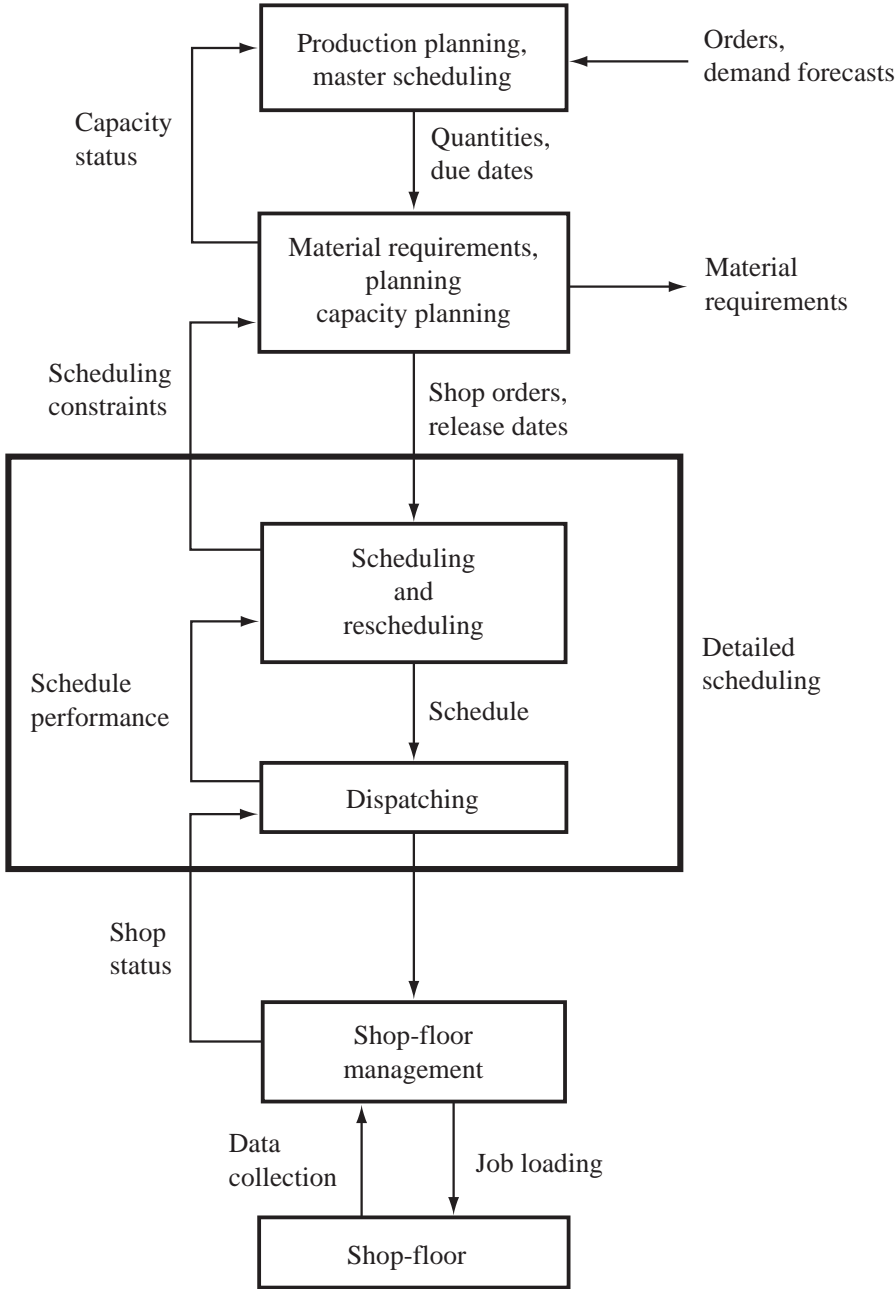 Production planning,
master scheduling
Orders,
demand forecasts
Capacity
status
Quantities,
due dates
Material requirements,
planning
capacity planning
Material
requirements
Scheduling
constraints
Shop orders,
release dates
Scheduling
and
rescheduling
Detailed
scheduling
Schedule
performance
Schedule
Dispatching
Shop
status
Shop-floor
management
Data
collection
Job loading
Shop-floor